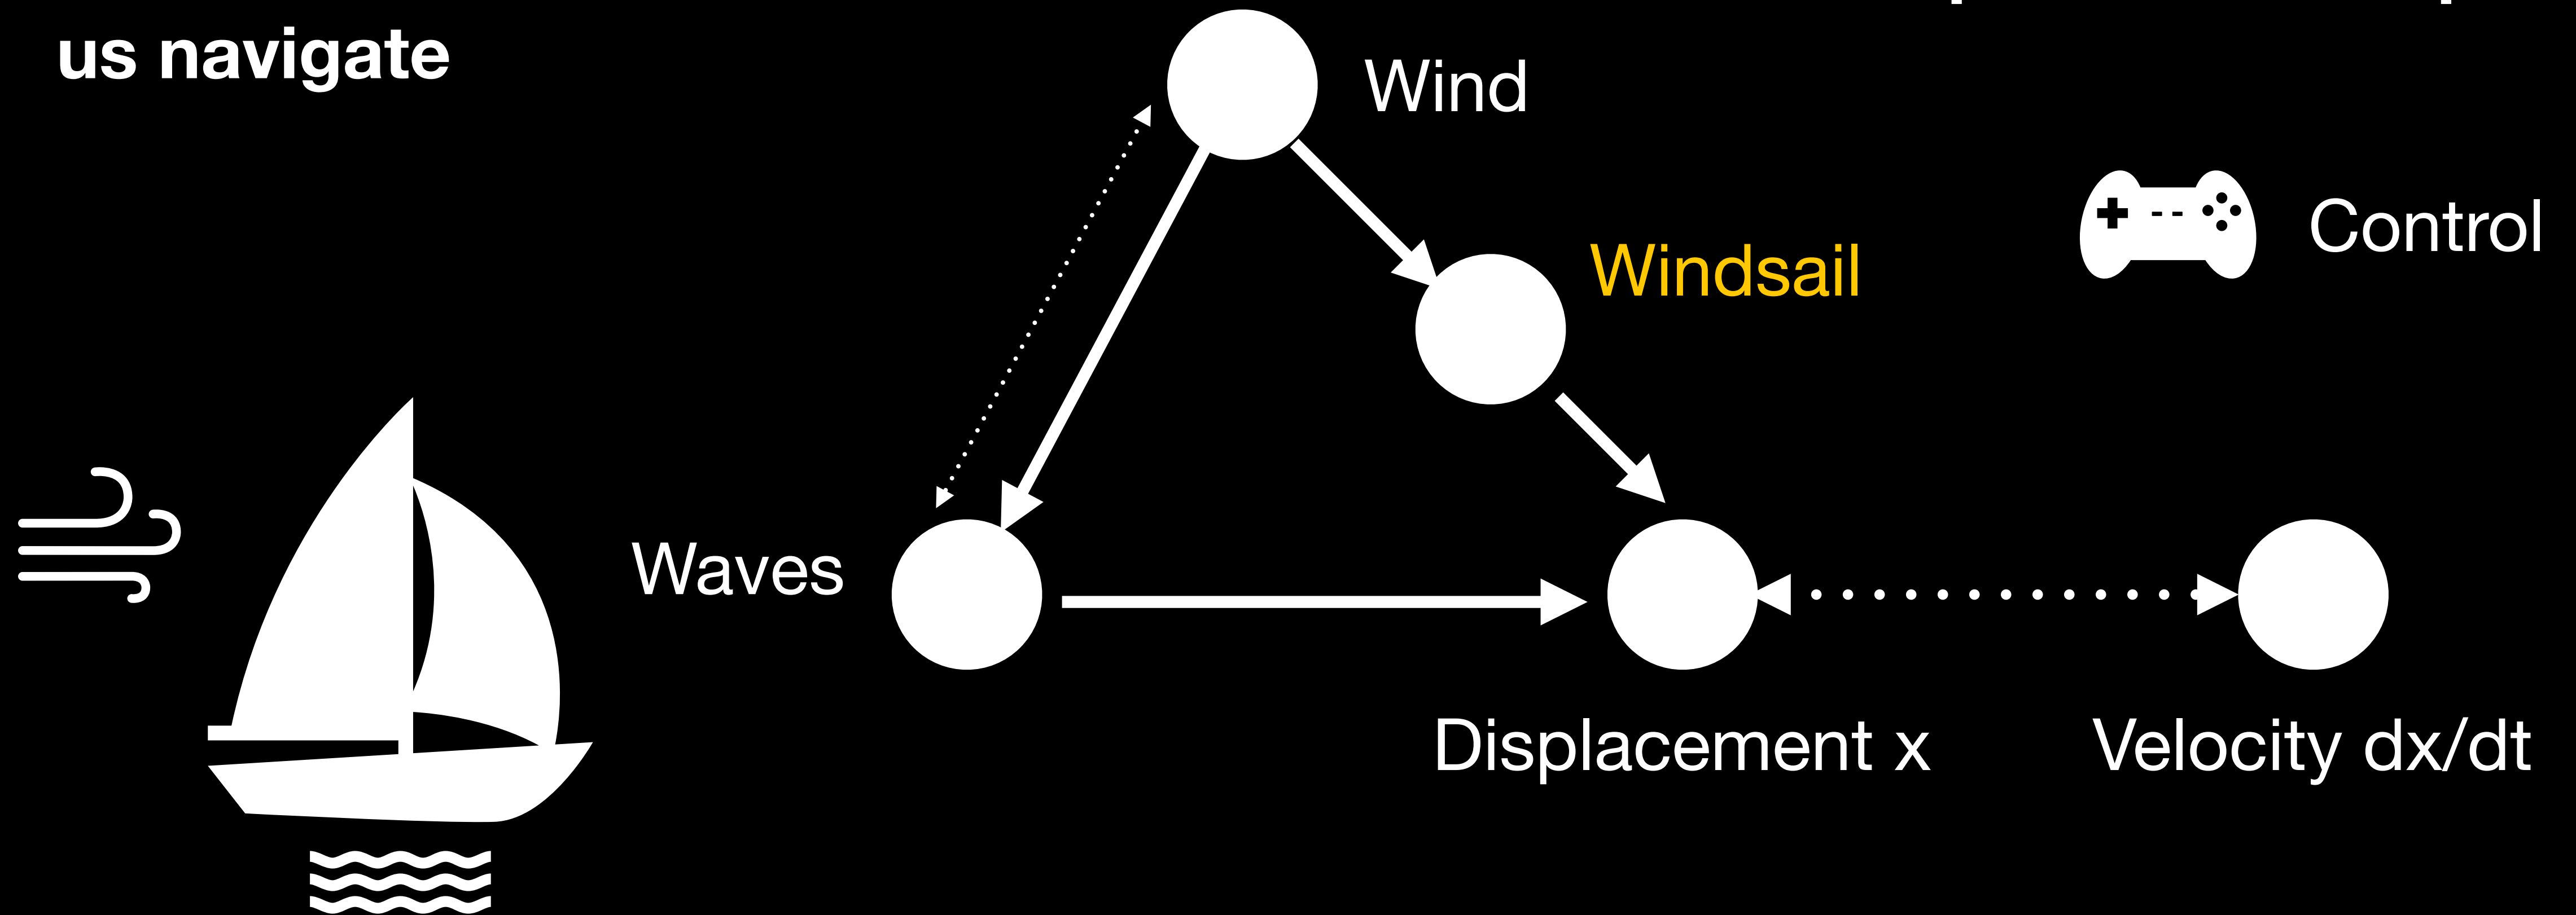 us navigate
Wind
Control
Windsail
Waves
Displacement x
Velocity dx/dt